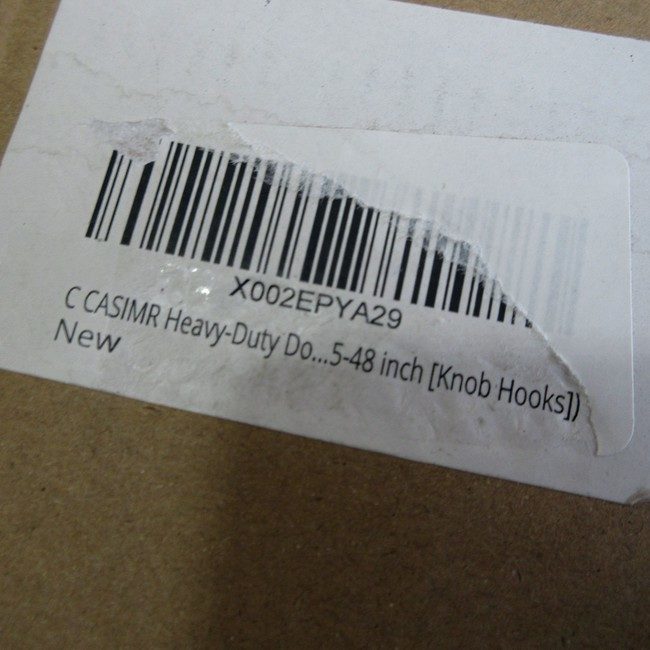 X002EPYA29
C CASIMR Heavy-Duty Do...5-48 inch [Knob Hooks])
New